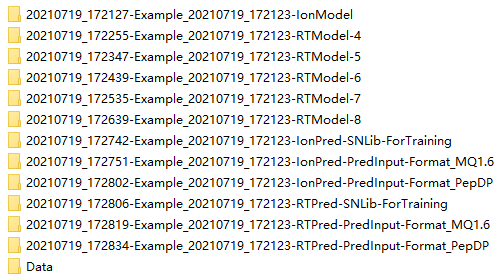 20210719_172127-Example_20210719_172123-IonModel
20210719_172255-Example_20210719_172123-RTModel-4
20210719_172347-Example_20210719_172123-RTModel-5
20210719_172439-Example_20210719_172123-RTModel-6
20210719_172535-Example_20210719_172123-RTModel-7
20210719_172639-Example_20210719_172123-RTModel-8
20210719_172742-Example_20210719_172123-IonPred-SNLib-ForTraining
20210719_172751-Example_20210719_172123-IonPred-PredInput-Format_MQ1.6
20210719_172802-Example_20210719_172123-IonPred-PredInput-Format_PepDP
20210719_172806-Example_20210719_172123-RTPred-SNLib-ForTraining
20210719_172819-Example_20210719_172123-RTPred-PredInput-Format_MQ1.6
20210719_172834-Example_20210719_172123-RTPred-PredInput-Format_PepDP
Data